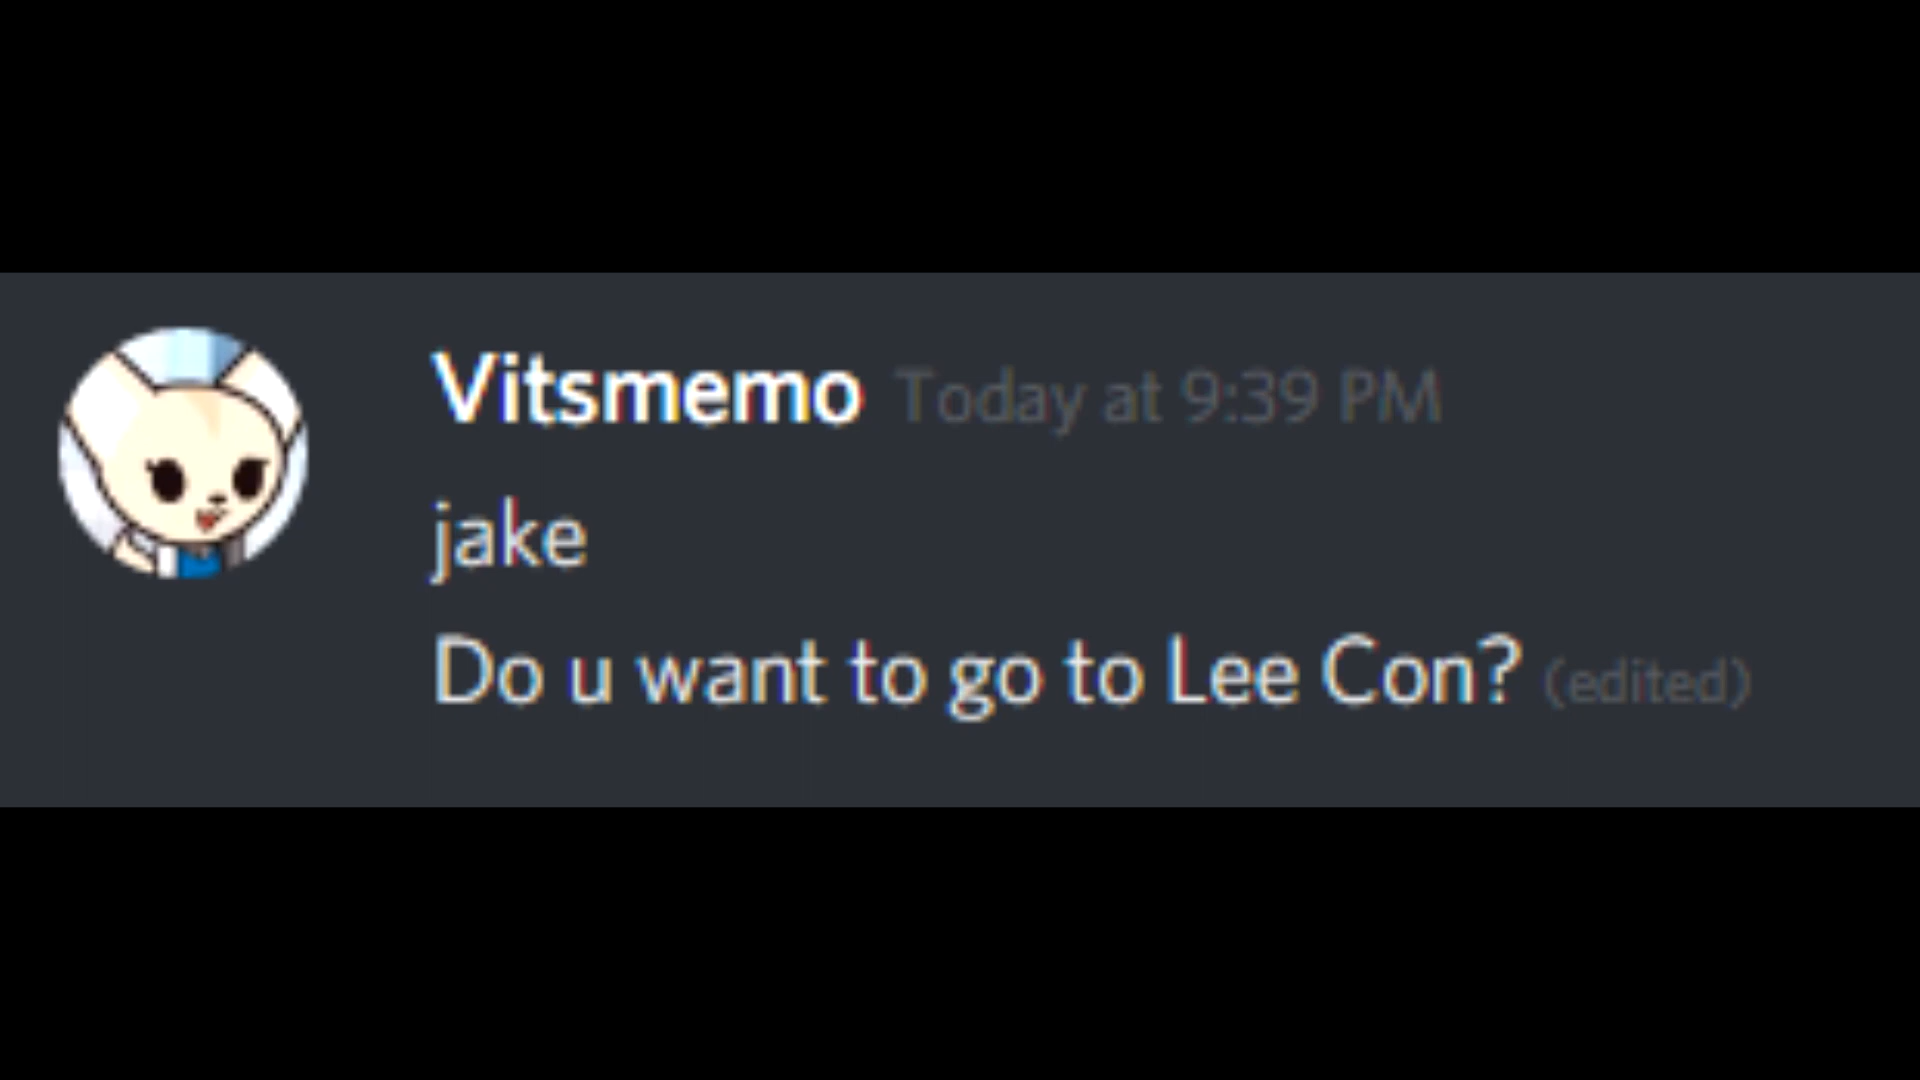 Vitsmemo Today at 9:39 PM
jake
Do u want to go to Lee Con? (edited)